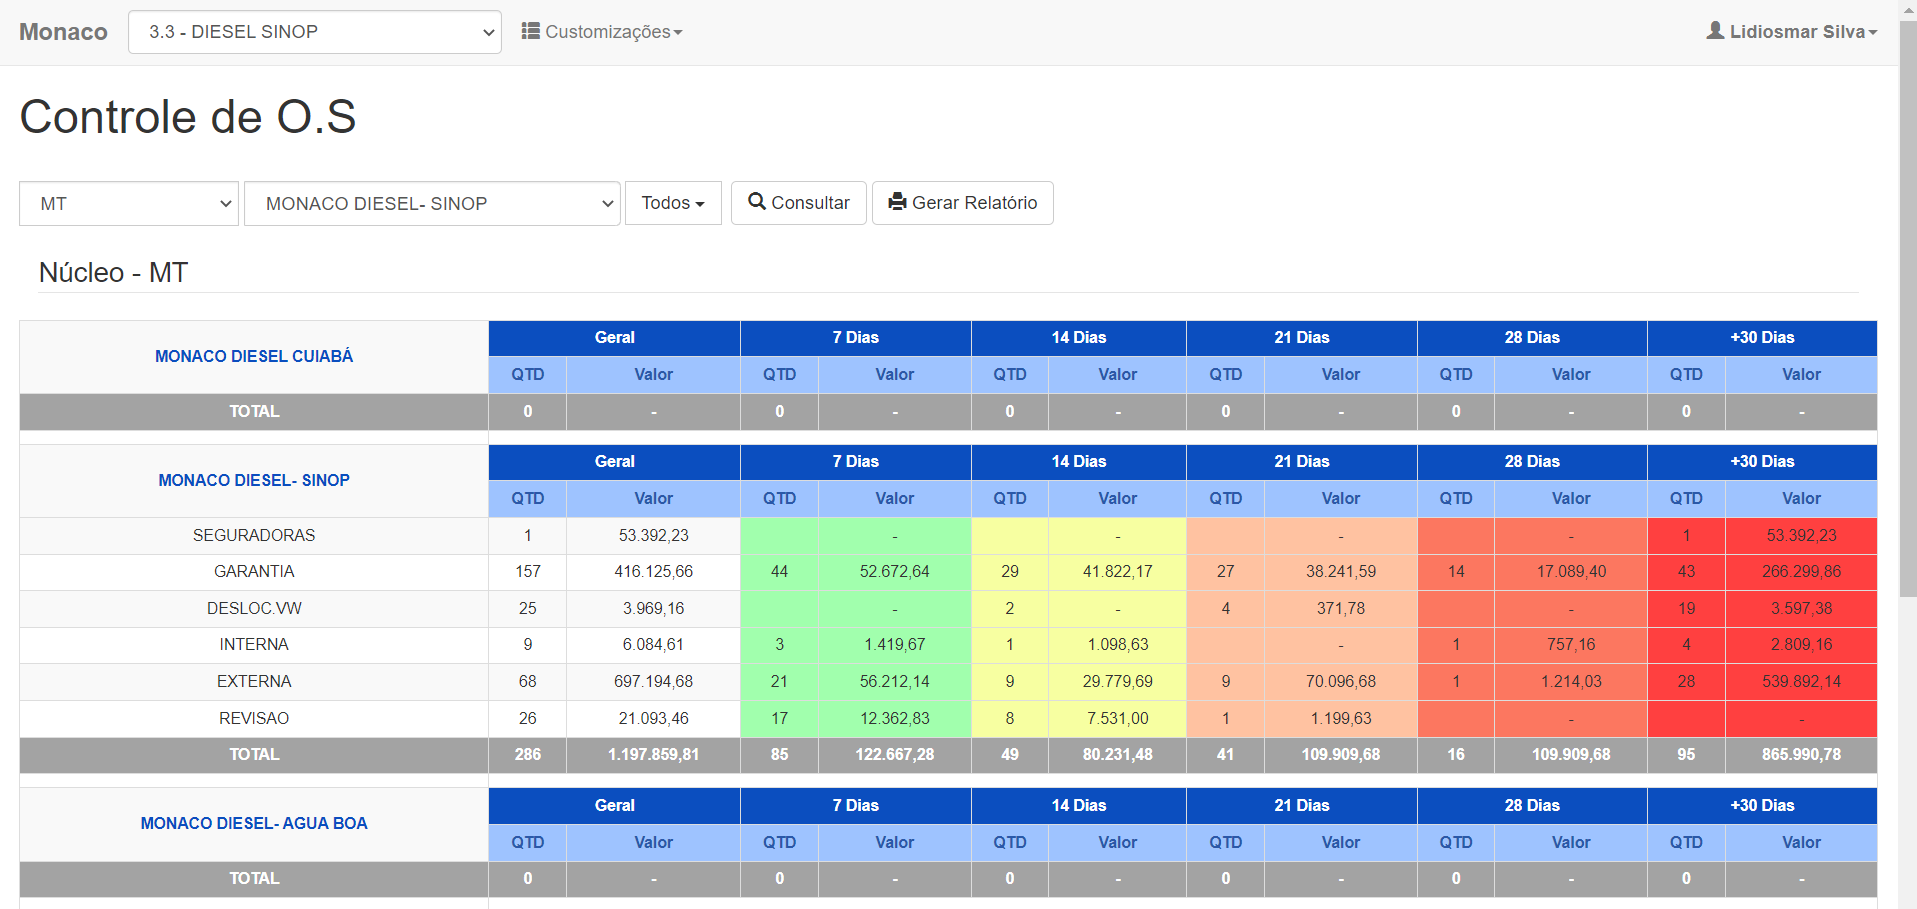 Monaco 3.3 - DIESEL SINOP Customizações Lidiosmar Silva
Controle de O.S
MT MONACO DIESEL- SINOP Todos Consultar Gerar Relatório
Núcleo - MT
MONACO DIESEL CUIABÁ Geral 7 Dias 14 Dias 21 Dias 28 Dias +30 Dias
QTD Valor QTD Valor QTD Valor QTD Valor QTD Valor QTD Valor
TOTAL 0 - 0 - 0 - 0 - 0 - 0 -
MONACO DIESEL- SINOP Geral 7 Dias 14 Dias 21 Dias 28 Dias +30 Dias
QTD Valor QTD Valor QTD Valor QTD Valor QTD Valor QTD Valor
SEGURADORAS 1 53.392,23 - - - - 1 53.392,23
GARANTIA 157 416.125,66 44 52.672,64 29 41.822,17 27 38.241,59 14 17.089,40 43 266.299,86
DESLOC.VW 25 3.969,16 - 2 - 4 371,78 - 19 3.597,38
INTERNA 9 6.084,61 3 1.419,67 1 1.098,63 - 1 757,16 4 2.809,16
EXTERNA 68 697.194,68 21 56.212,14 9 29.779,69 9 70.096,68 1 1.214,03 28 539.892,14
REVISAO 26 21.093,46 17 12.362,83 8 7.531,00 1 1.199,63 - -
TOTAL 286 1.197.859,81 85 122.667,28 49 80.231,48 41 109.909,68 16 109.909,68 95 865.990,78
MONACO DIESEL- AGUA BOA Geral 7 Dias 14 Dias 21 Dias 28 Dias +30 Dias
QTD Valor QTD Valor QTD Valor QTD Valor QTD Valor QTD Valor
TOTAL 0 - 0 - 0 - 0 - 0 - 0 -